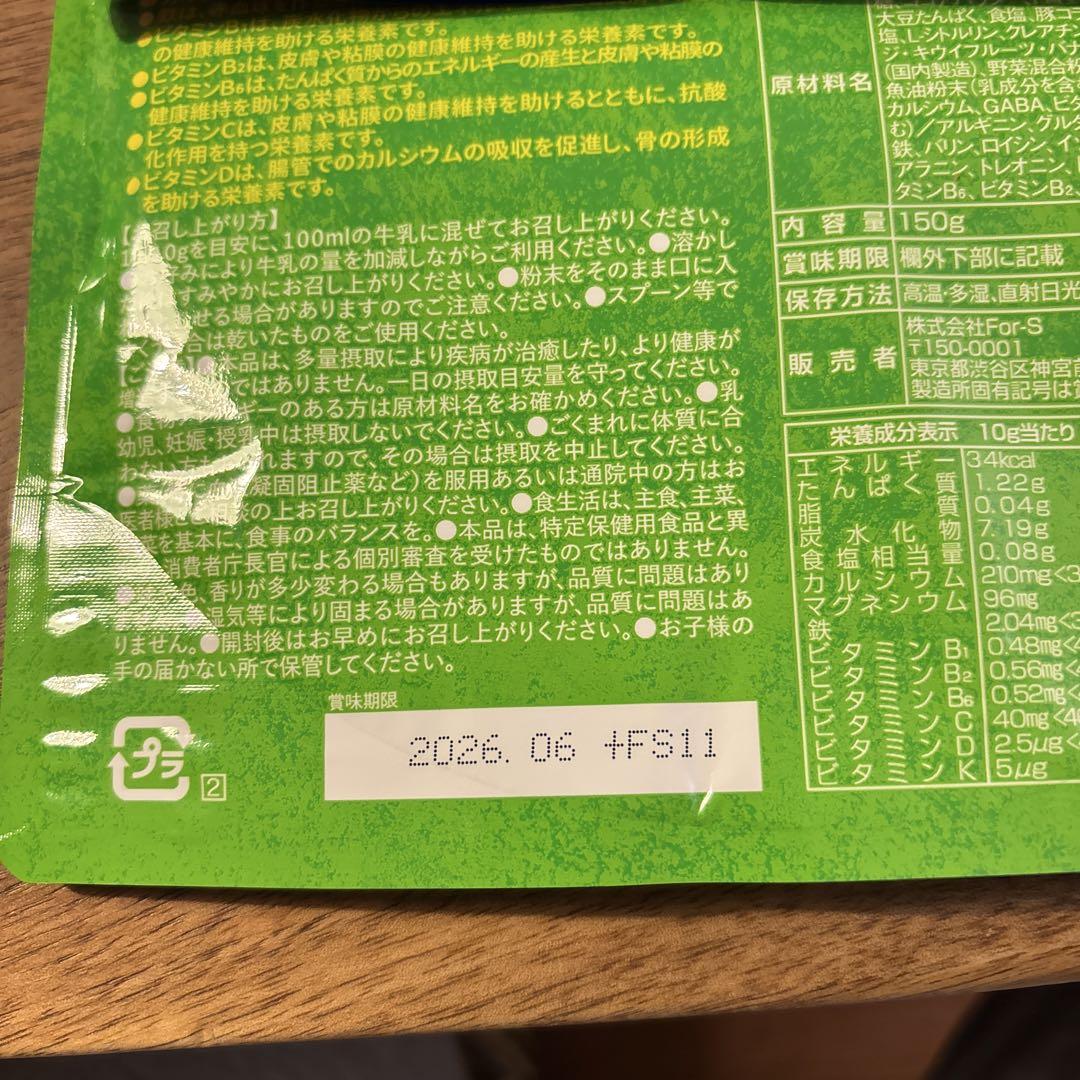 の健康維持を助ける栄養素です。
●ビタミンB₂は、皮膚や粘膜の健康維持を助ける栄養素です。
●ビタミンB₆は、たんぱく質からのエネルギーの産生と皮膚や粘膜の
健康維持を助ける栄養素です。
●ビタミンCは、皮膚や粘膜の健康維持を助けるとともに、抗酸
化作用を持つ栄養素です。
●ビタミンDは、腸管でのカルシウムの吸収を促進し、骨の形成
を助ける栄養素です。
召し上がり方】
0gを目安に、100mlの牛乳に混ぜてお召し上がりください。
みにより牛乳の量を加減しながらご利用ください。●溶かし
すみやかにお召し上がりください。●粉末をそのまま口に入
せる場合がありますのでご注意ください。●スプーン等で
合は乾いたものをご使用ください。
●本品は、多量摂取により疾病が治癒したり、より健康が
ではありません。一日の摂取目安量を守ってください。
ギーのある方は原材料名をお確かめください。●乳
幼児、妊娠・授乳中は摂取しないでください。●ごくまれに体質に合
れますので、その場合は摂取を中止してください。
凝固阻止薬など)を服用あるいは通院中の方はお
の上お召し上がりください。●食生活は、主食、主菜、
を基本に、食事のバランスを。●本品は、特定保健用食品と異
消費者庁長官による個別審査を受けたものではありません。
色、香りが多少変わる場合もありますが、品質に問題はあり
湿気等により固まる場合がありますが、品質に問題はあ
りません。●開封後はお早めにお召し上がりください。●お子様の
手の届かない所で保管してください。
賞味期限
2026. 06 +FS11
プラ
2
原材料名
大豆たんぱく、食塩、豚コ
塩、L-シトルリン、クレアチン
ジ・キウイフルーツ・バナ
(国内製造)、野菜混合粉
魚油粉末(乳成分を含
カルシウム、GABA、ビタ
む)/アルギニン、グル
鉄、バリン、ロイシン、イソ
アラニン、トレオニン、
タミンB₆、ビタミンB₂、
内容量 150g
賞味期限 欄外下部に記載
保存方法 高温・多湿、直射日光
販売者 株式会社For-S
〒150-0001
東京都渋谷区神宮前
製造所固有記号は
栄養成分表示 10g当たり
エネルギー 34kcal
たんぱく質 1.22g
脂質 0.04g
炭水化物 7.19g
食塩相当量 0.08g
カルシウム 210mg<3
マグネシウム 96mg
鉄 2.04mg<3
ビタミンB₁ 0.48mg<4
ビタミンB₂ 0.56mg<4
ビタミンB₆ 0.52mg<4
ビタミンC 40mg<40
ビタミンD 2.5μg<4
ビタミンK 5μg